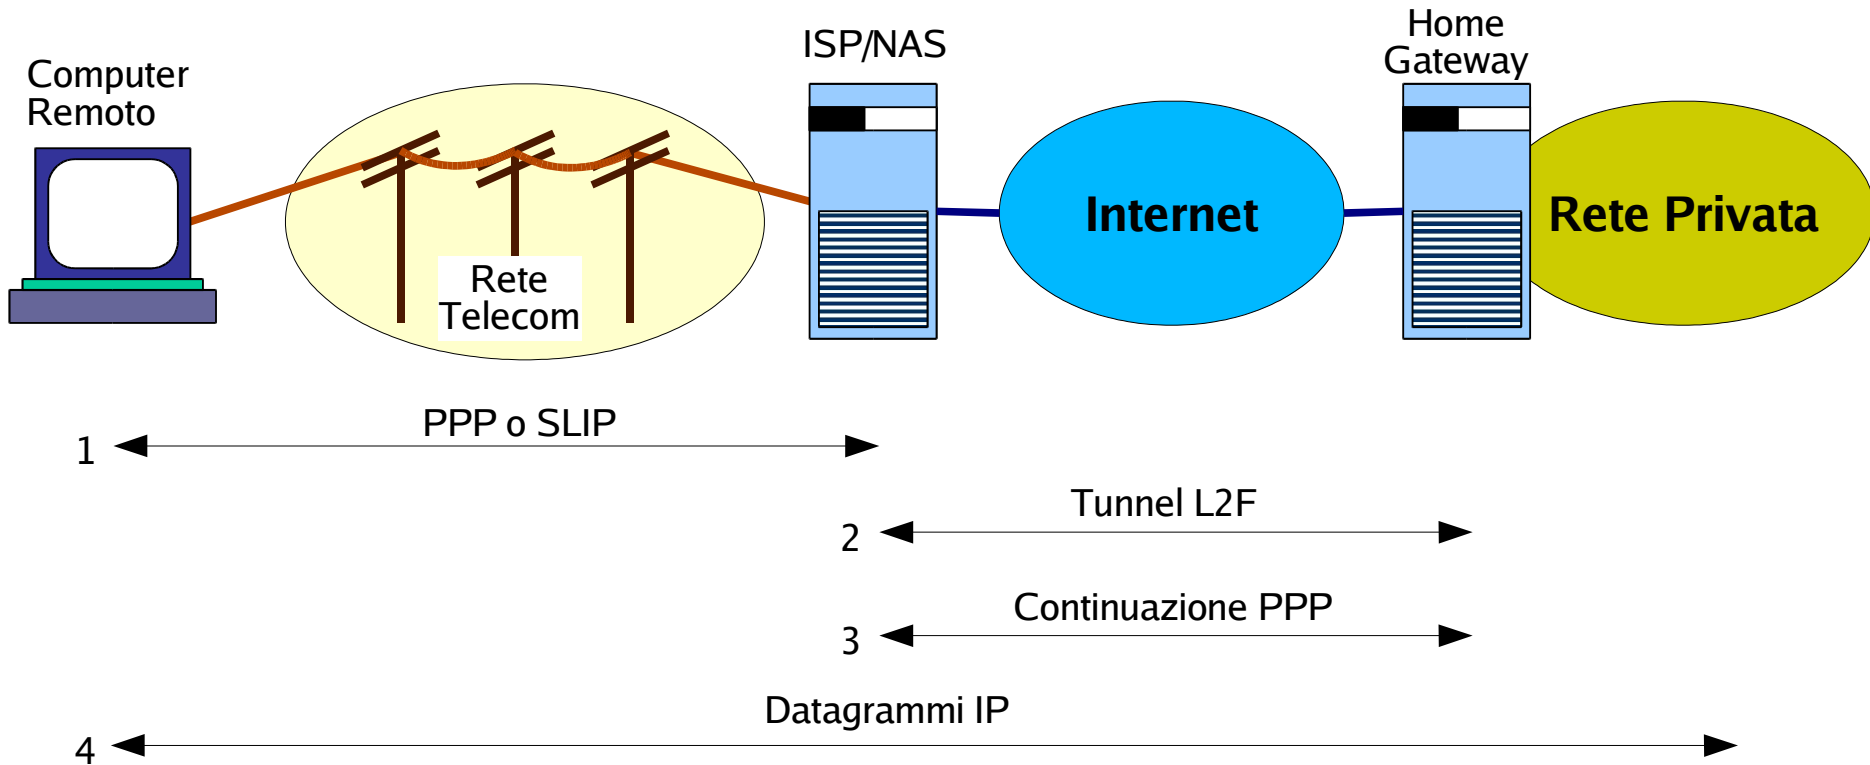 Computer
Remoto
ISP/NAS
Home
Gateway
Rete
Telecom
Internet
Rete Privata
1
PPP o SLIP
2
Tunnel L2F
3
Continuazione PPP
4
Datagrammi IP